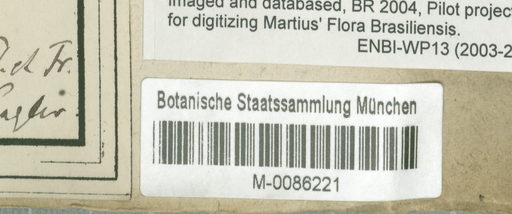 Imaged and databased, BR 2004, Pilot project
for digitizing Martius' Flora Brasiliensis.
ENBI-WP13 (2003-2
Botanische Staatssammlung München
M-0086221